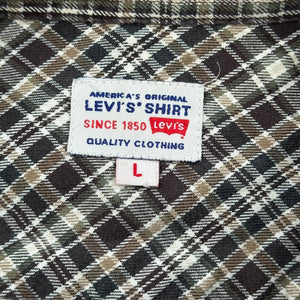 AMERICA'S ORIGINAL
LEVI'S® SHIRT
SINCE 1850 Levi's
QUALITY CLOTHING
L